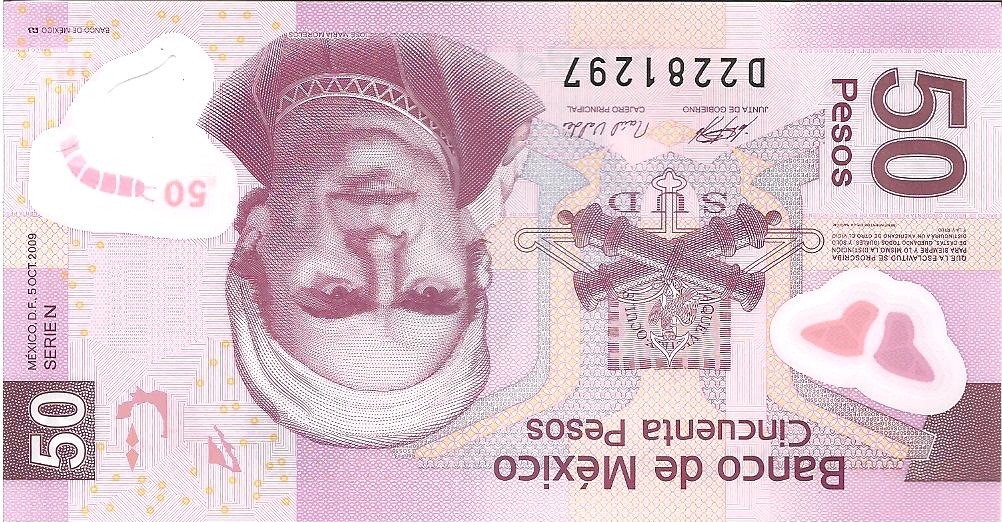 Banco de México
Cincuenta Pesos
50
QUE LA ESCLAVITUD SE PROSCRIBA
PARA SIEMPRE Y LO MISMO LA DISTINCIÓN
DE CASTAS, QUEDANDO TODOS IGUALES Y SOLO
DISTINGUIRÁ A UN AMERICANO DE OTRO EL VICIO
Y LA VIRTUD
SUD
50
Pesos
MÉXICO, D.F. 5 OCT. 2009
SERIE N
50
JUNTA DE GOBIERNO
CAJERO PRINCIPAL
D2281297
JOSÉ MARÍA MORELOS
BANCO DE MÉXICO